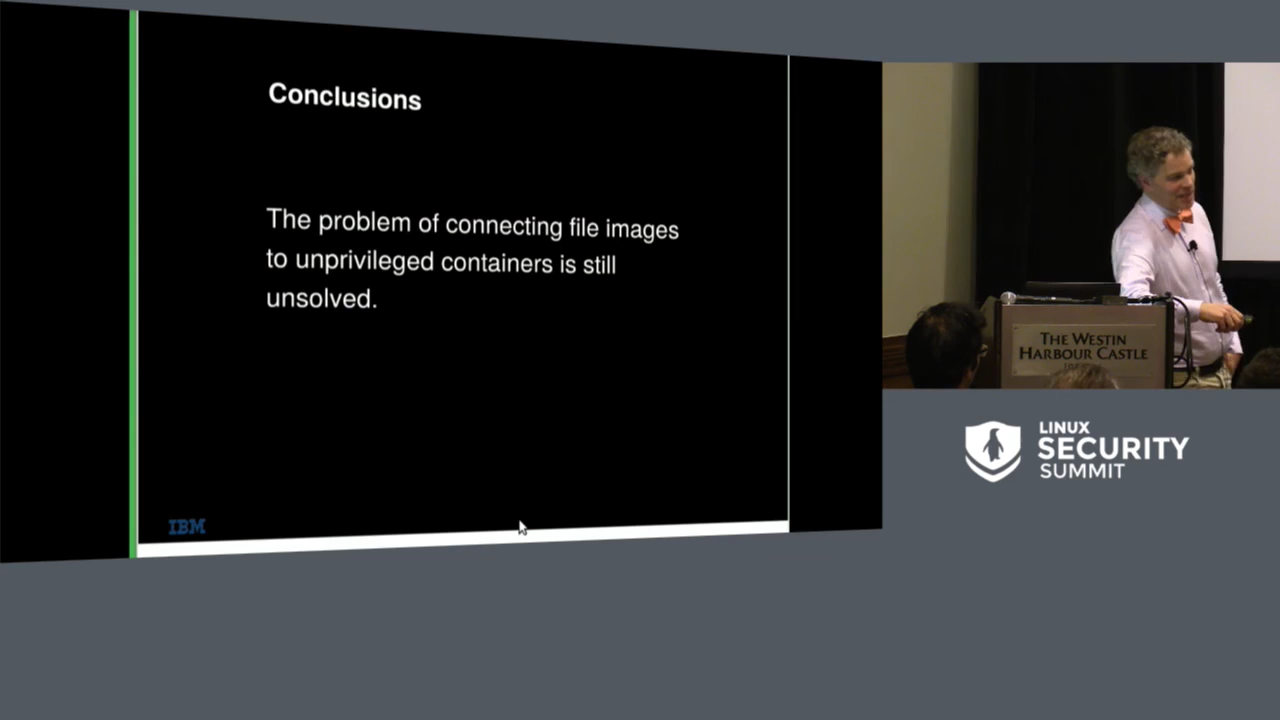 Conclusions
The problem of connecting file images
to unprivileged containers is still
unsolved.
IBM
THE WESTIN
HARBOUR CASTLE
LINUX
SECURITY
SUMMIT